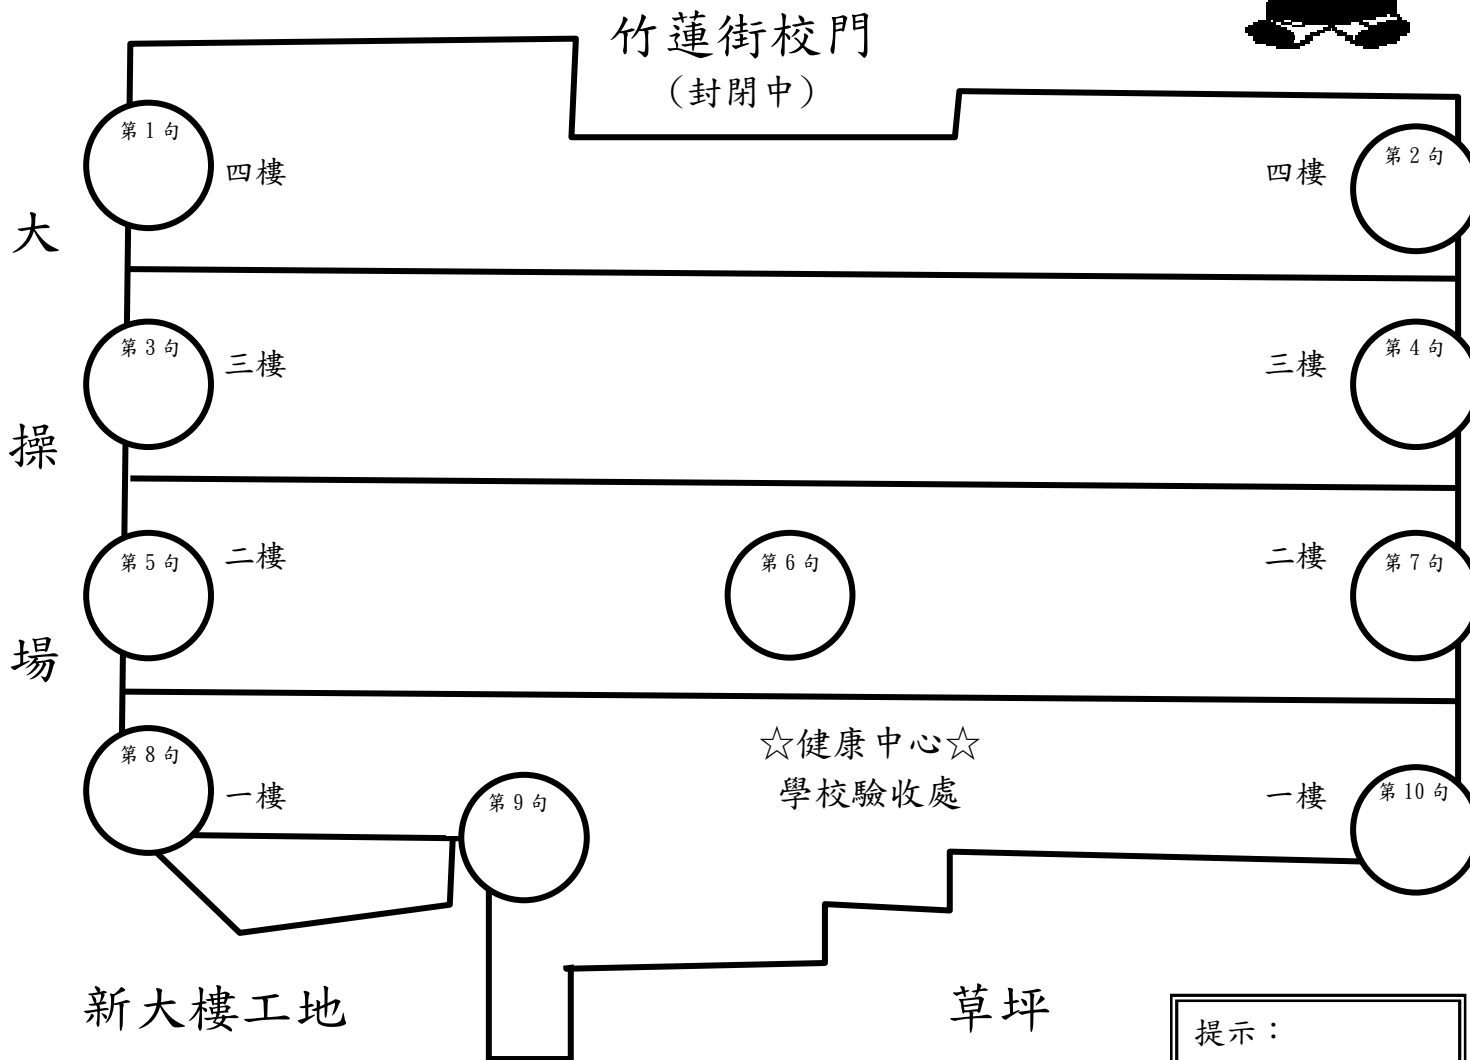 竹蓮街校門
（封閉中）
第 1 句
第 2 句
四樓
四樓
大
第 3 句
第 4 句
三樓
三樓
操
第 5 句
第 6 句
第 7 句
二樓
二樓
場
第 8 句
☆健康中心☆
學校驗收處
一樓
第 9 句
一樓
第 10 句
新大樓工地
草坪
提示：